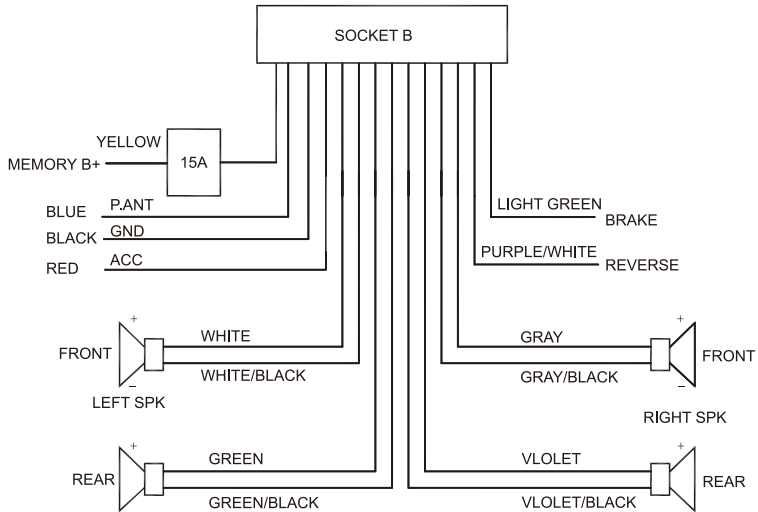 SOCKET B
YELLOW
MEMORY B+
15A
BLUE P.ANT
BLACK GND
RED ACC
LIGHT GREEN
BRAKE
PURPLE/WHITE
REVERSE
+
WHITE
FRONT
WHITE/BLACK
–
LEFT SPK
+
GRAY
FRONT
GRAY/BLACK
–
RIGHT SPK
+
GREEN
REAR
GREEN/BLACK
+
VLOLET
REAR
VLOLET/BLACK